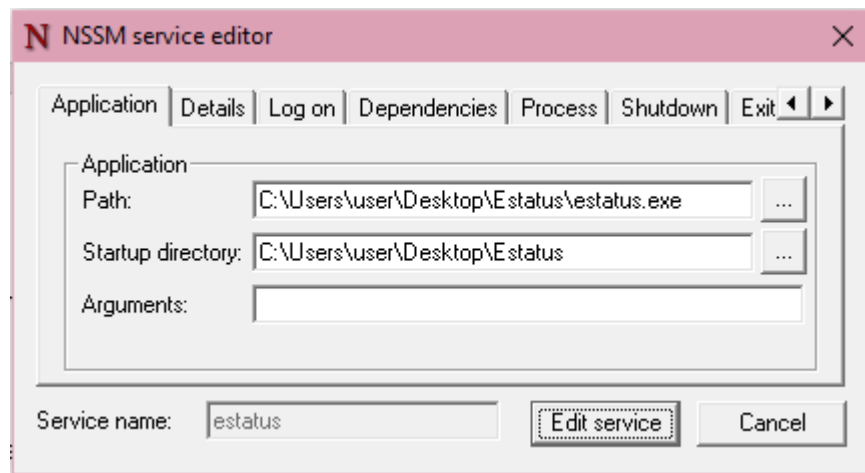 NSSM service editor
Application Details Log on Dependencies Process Shutdown Exit
Application
Path: C:\Users\user\Desktop\Estatus\estatus.exe ...
Startup directory: C:\Users\user\Desktop\Estatus ...
Arguments:
Service name: estatus Edit service Cancel